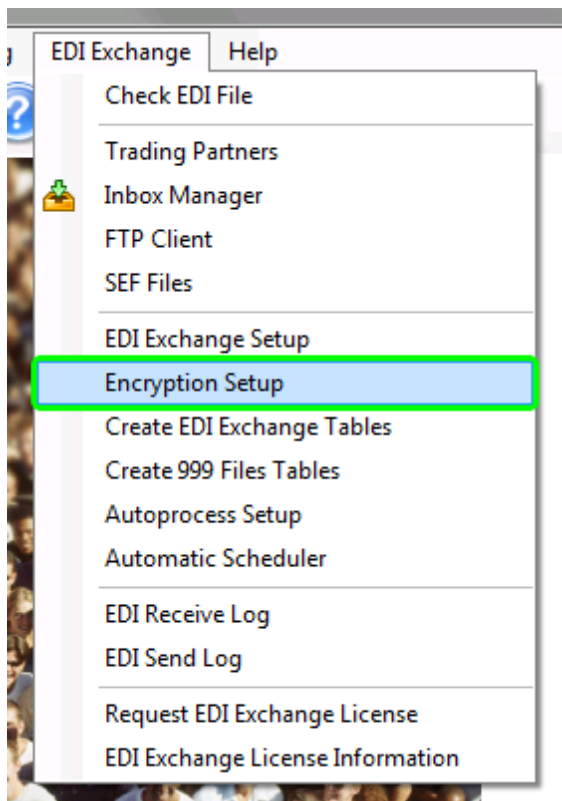 EDI Exchange Help
Check EDI File
Trading Partners
Inbox Manager
FTP Client
SEF Files
EDI Exchange Setup
Encryption Setup
Create EDI Exchange Tables
Create 999 Files Tables
Autoprocess Setup
Automatic Scheduler
EDI Receive Log
EDI Send Log
Request EDI Exchange License
EDI Exchange License Information